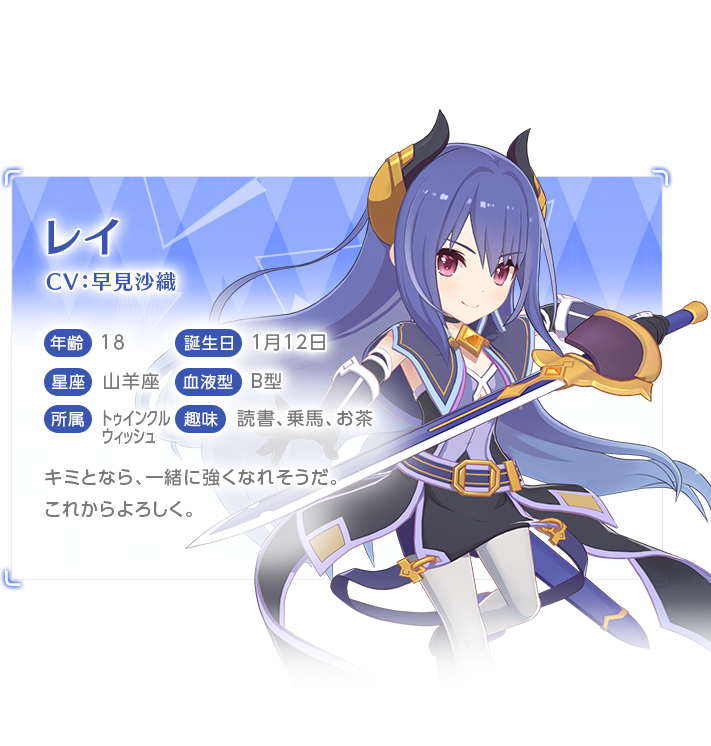 レイ
CV：早見沙織
年齢 18 誕生日 1月12日
星座 山羊座 血液型 B型
所属 トゥインクル 趣味 読書、乗馬、お茶
ウィッシュ
キミとなら、一緒に強くなれそうだ。
これからよろしく。